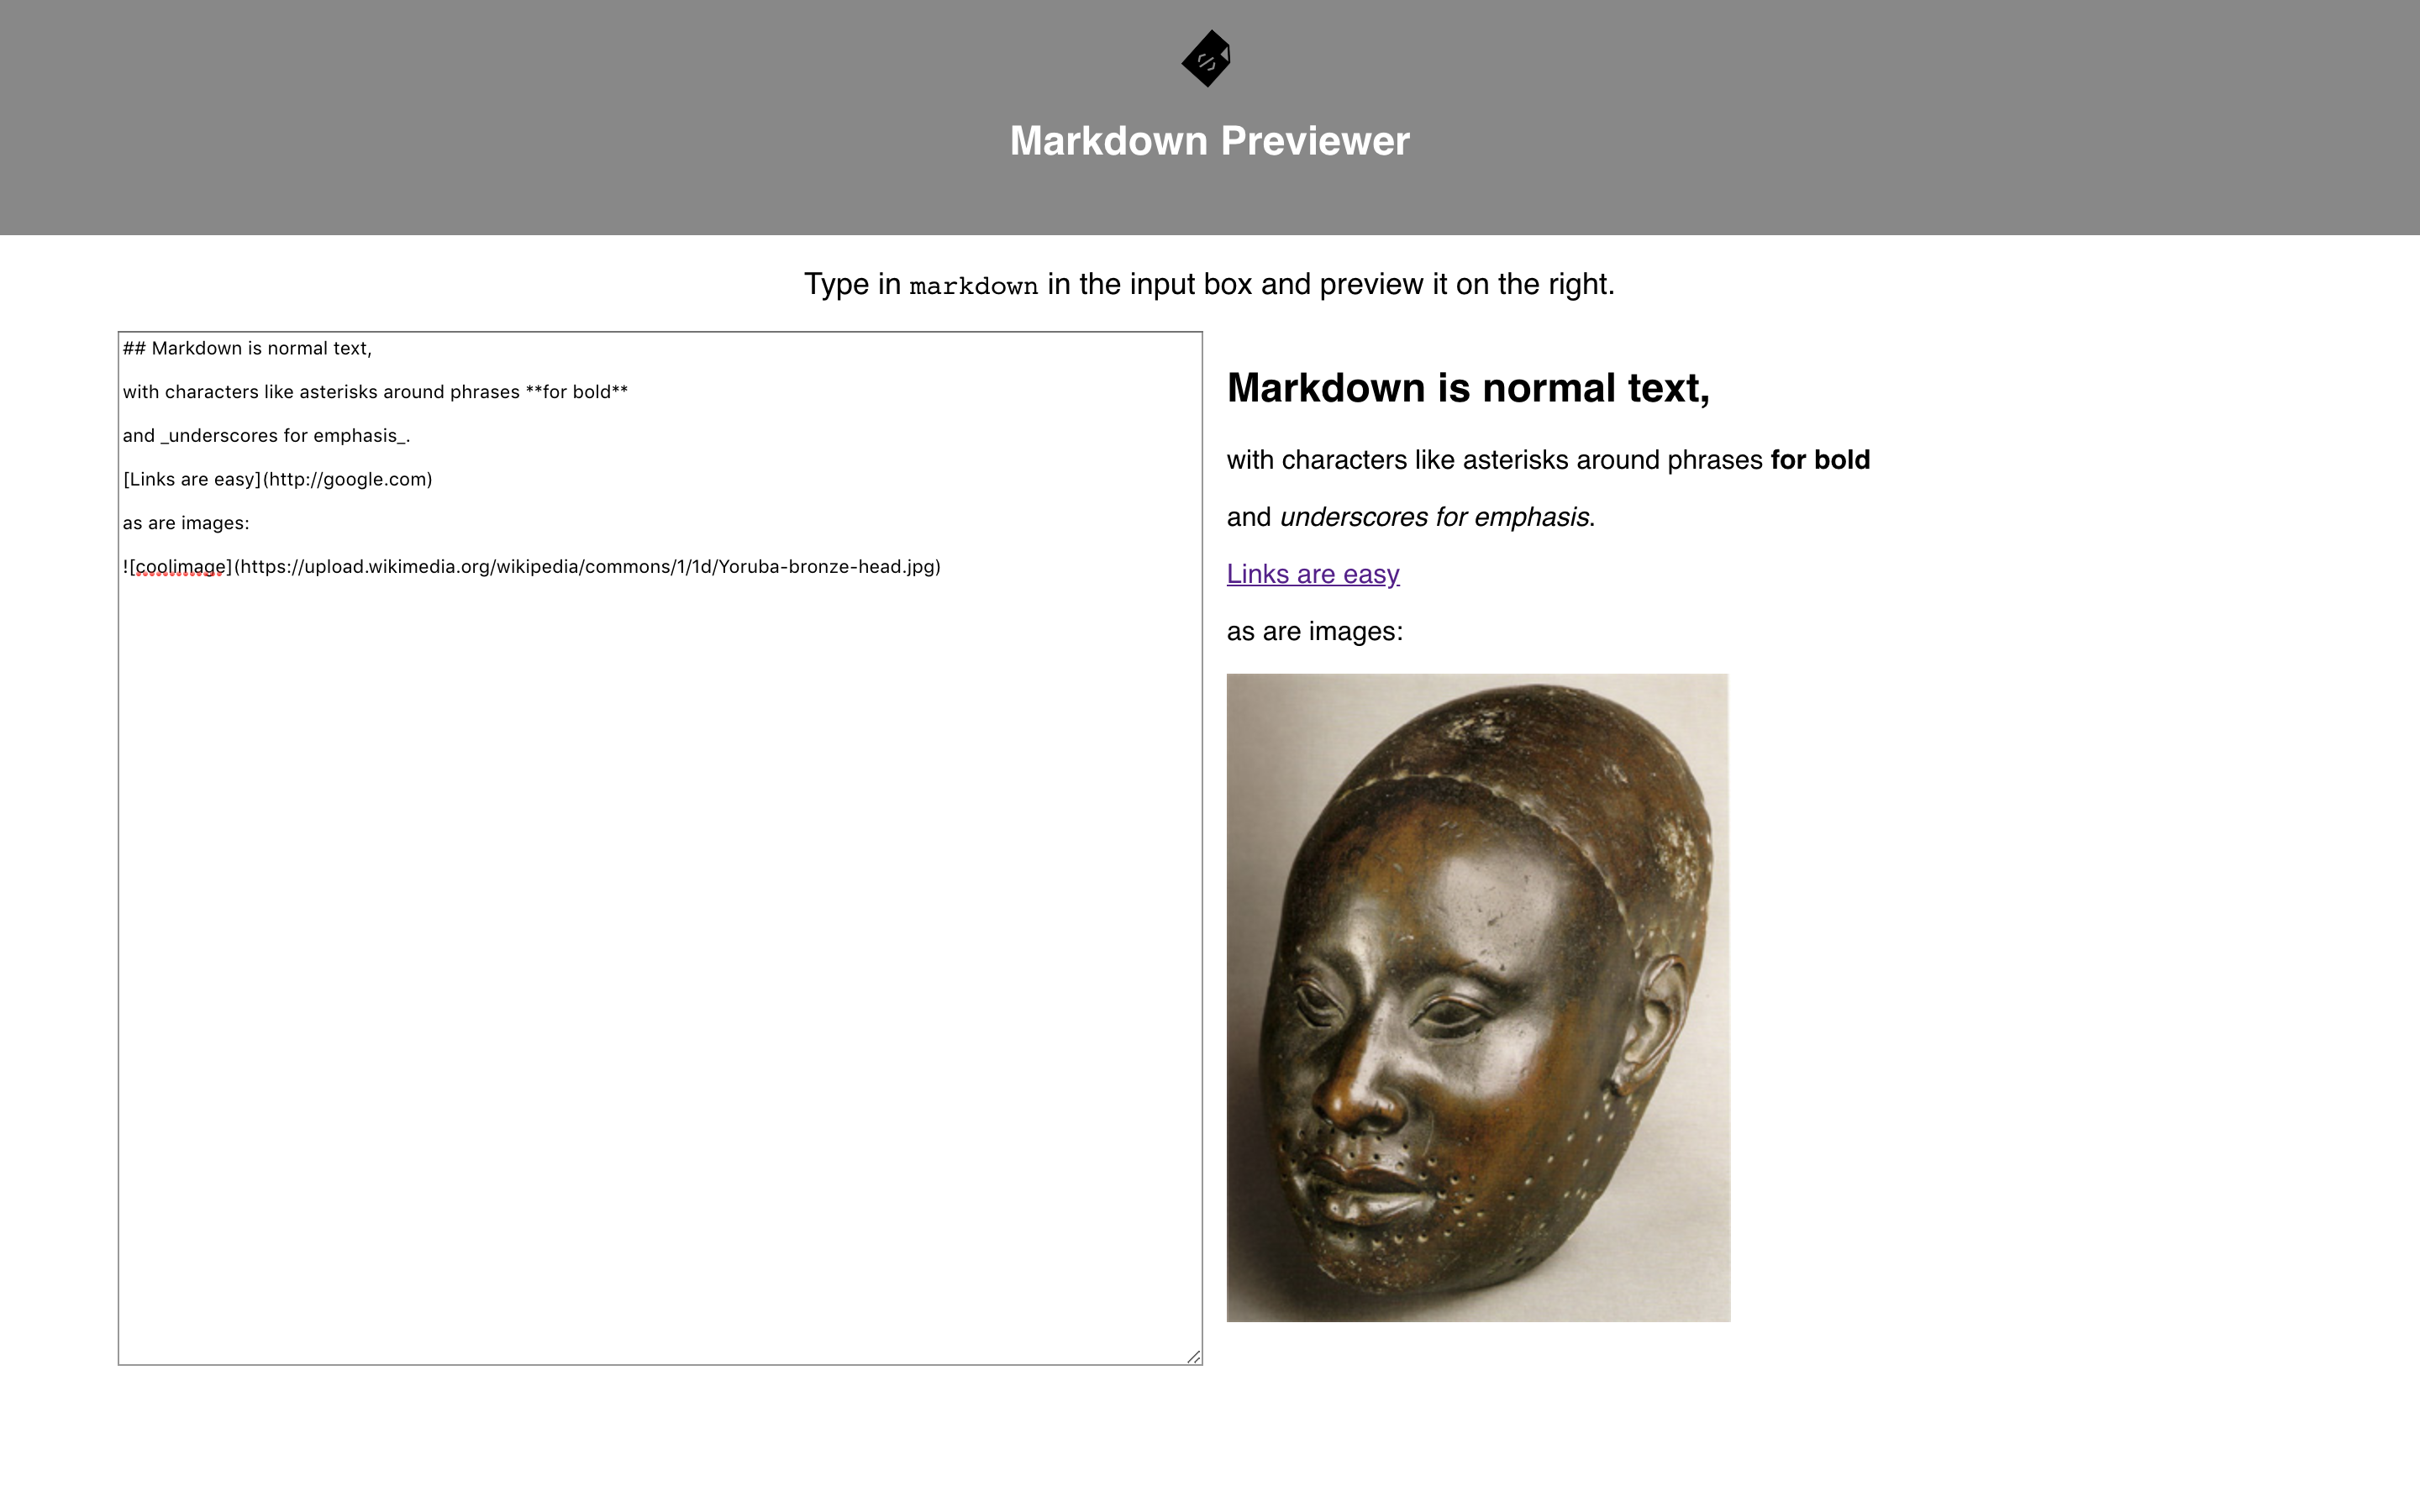 Markdown Previewer
Type in markdown in the input box and preview it on the right.
## Markdown is normal text,
with characters like asterisks around phrases **for bold**
and _underscores for emphasis_.
[Links are easy](http://google.com)
as are images:
![coolimage](https://upload.wikimedia.org/wikipedia/commons/1/1d/Yoruba-bronze-head.jpg)
Markdown is normal text,
with characters like asterisks around phrases for bold
and underscores for emphasis.
Links are easy
as are images: